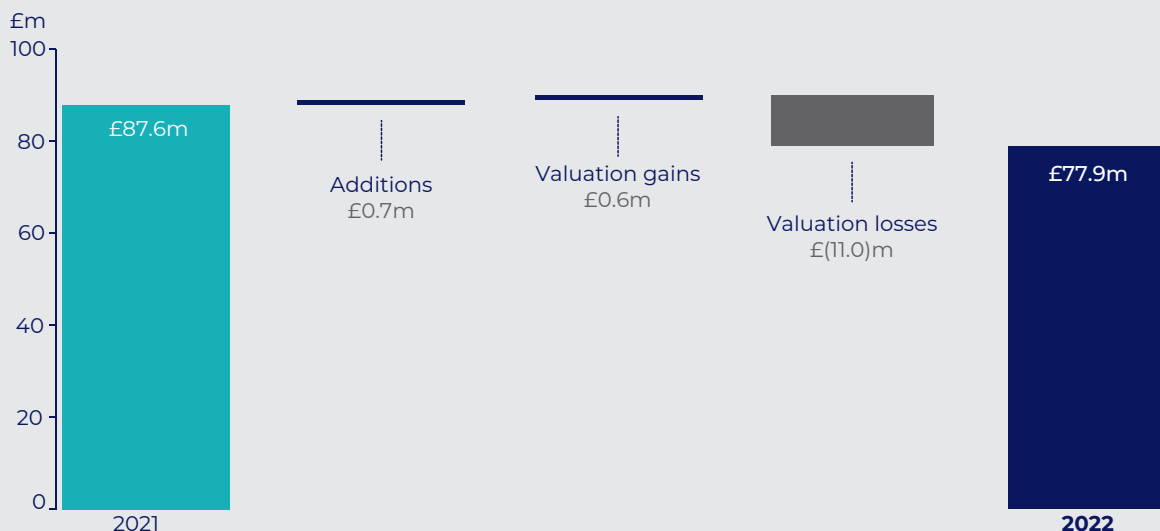 £m
100
80
60
40
20
0
£87.6m
2021
Additions
£0.7m
Valuation gains
£0.6m
Valuation losses
£(11.0)m
£77.9m
2022